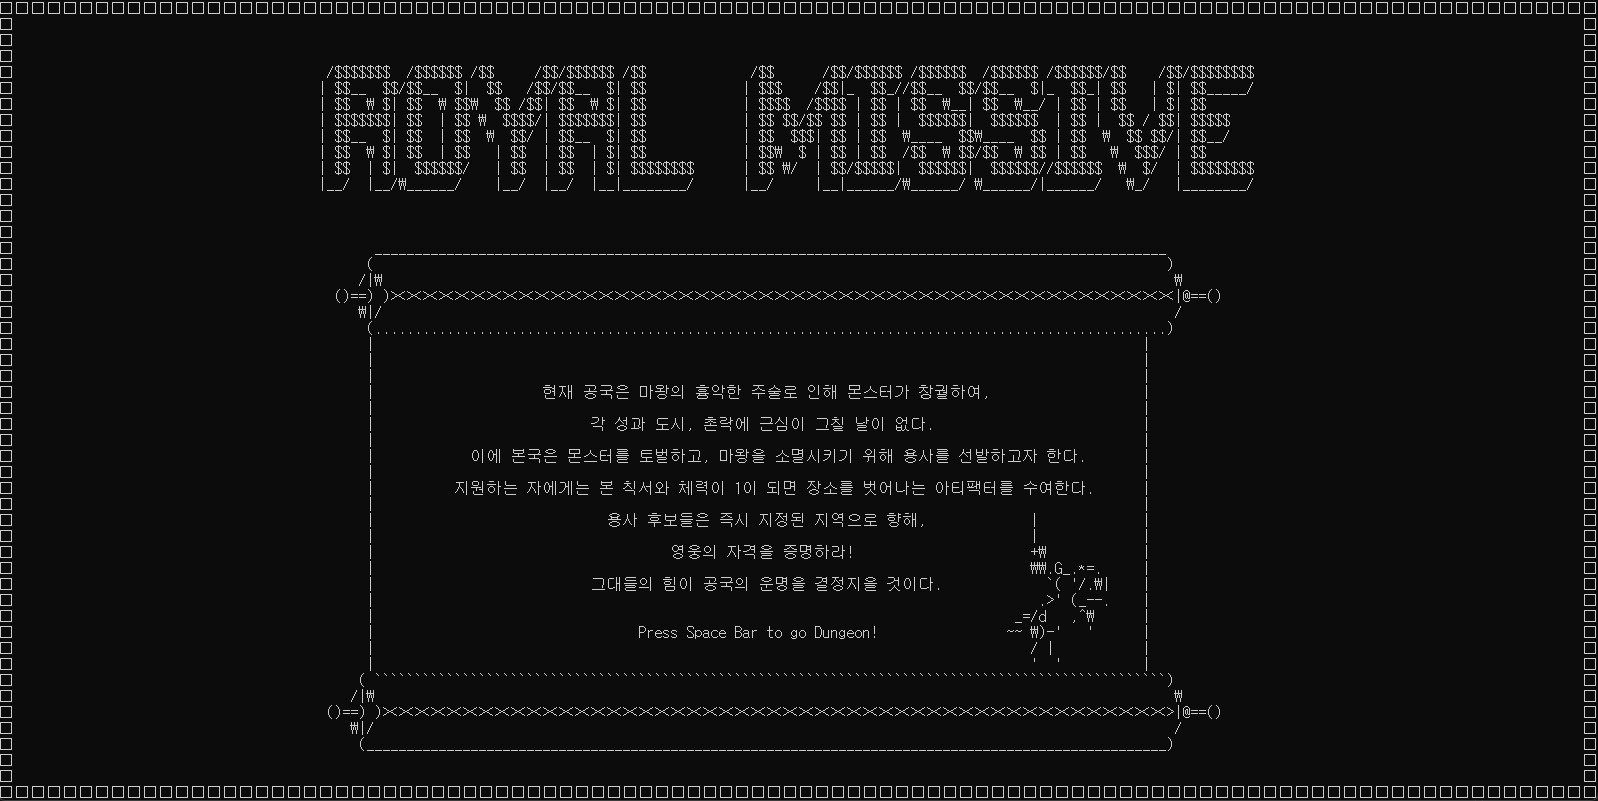 ROYAL MISSIVE
현재 공국은 마왕의 흉악한 주술로 인해 몬스터가 창궐하여,
각 성과 도시, 촌락에 근심이 그칠 날이 없다.
이에 본국은 몬스터를 토벌하고, 마왕을 소멸시키기 위해 용사를 선발하고자 한다.
지원하는 자에게는 본 칙서와 체력이 1이 되면 장소를 벗어나는 아티팩터를 수여한다.
용사 후보들은 즉시 지정된 지역으로 향해,
영웅의 자격을 증명하라!
그대들의 힘이 공국의 운명을 결정지을 것이다.
Press Space Bar to go Dungeon!